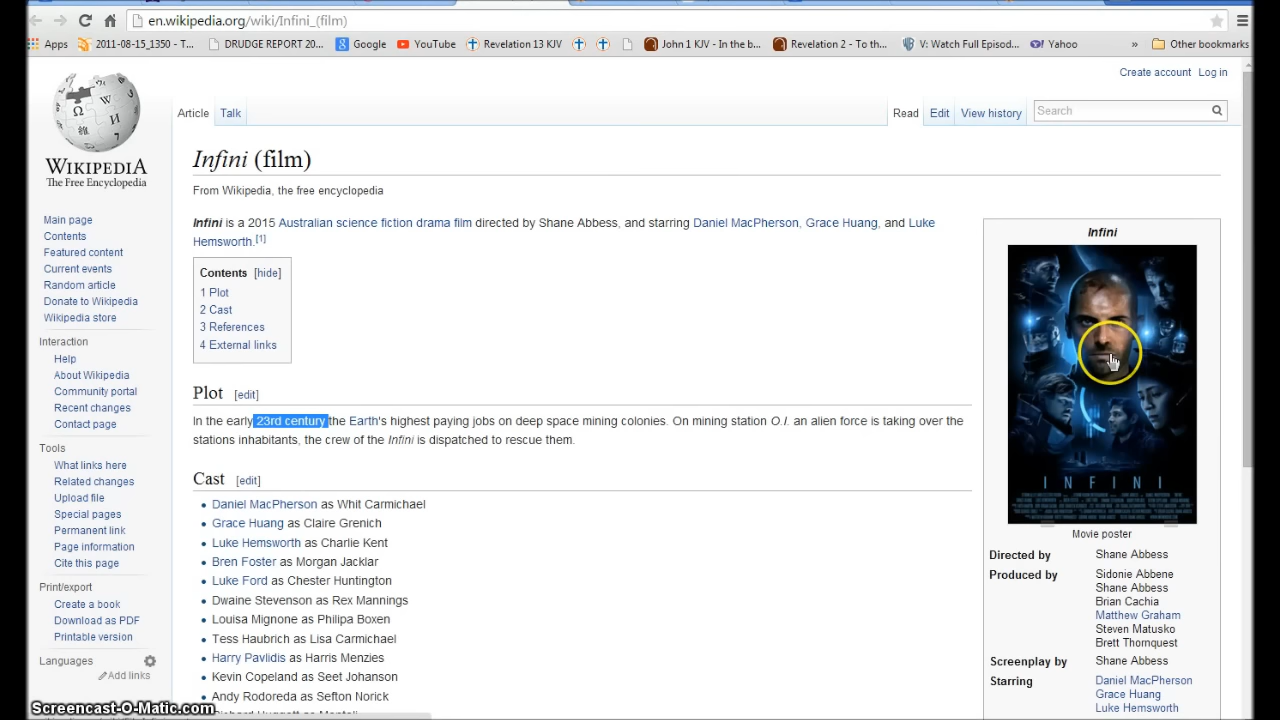 en.wikipedia.org/wiki/Infini_(film)
Apps 2011-08-15_1350 - T... DRUDGE REPORT 20... Google YouTube Revelation 13 KJV John 1 KJV - In the b... Revelation 2 - To th... V: Watch Full Episod... Yahoo » Other bookmarks
Create account Log in
Article Talk Read Edit View history Search
WIKIPEDIA
The Free Encyclopedia
Main page
Contents
Featured content
Current events
Random article
Donate to Wikipedia
Wikipedia store
Interaction
Help
About Wikipedia
Community portal
Recent changes
Contact page
Tools
What links here
Related changes
Upload file
Special pages
Permanent link
Page information
Cite this page
Print/export
Create a book
Download as PDF
Printable version
Languages
Add links
Infini (film)
From Wikipedia, the free encyclopedia
Infini is a 2015 Australian science fiction drama film directed by Shane Abbess, and starring Daniel MacPherson, Grace Huang, and Luke
Hemsworth.[1]
Contents [hide]
1 Plot
2 Cast
3 References
4 External links
Plot [edit]
In the early 23rd century the Earth's highest paying jobs on deep space mining colonies. On mining station O.I. an alien force is taking over the
stations inhabitants, the crew of the Infini is dispatched to rescue them.
Cast [edit]
Daniel MacPherson as Whit Carmichael
Grace Huang as Claire Grenich
Luke Hemsworth as Charlie Kent
Bren Foster as Morgan Jacklar
Luke Ford as Chester Huntington
Dwaine Stevenson as Rex Mannings
Louisa Mignone as Philipa Boxen
Tess Haubrich as Lisa Carmichael
Harry Pavlidis as Harris Menzies
Kevin Copeland as Seet Johanson
Andy Rodoreda as Sefton Norick
Infini
INFINI
Movie poster
Directed by Shane Abbess
Produced by Sidonie Abbene
Shane Abbess
Brian Cachia
Matthew Graham
Steven Matusko
Brett Thornquest
Screenplay by Shane Abbess
Starring Daniel MacPherson
Grace Huang
Luke Hemsworth
Screencast-O-Matic.com